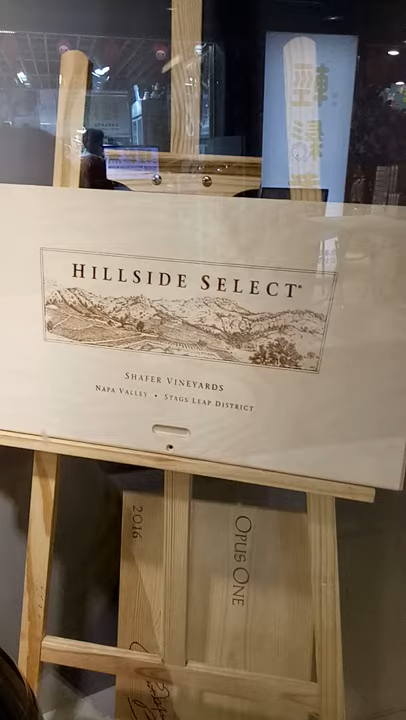 HILLSIDE SELECT®
SHAFER VINEYARDS
NAPA VALLEY • STAGS LEAP DISTRICT
2016
OPUS ONE